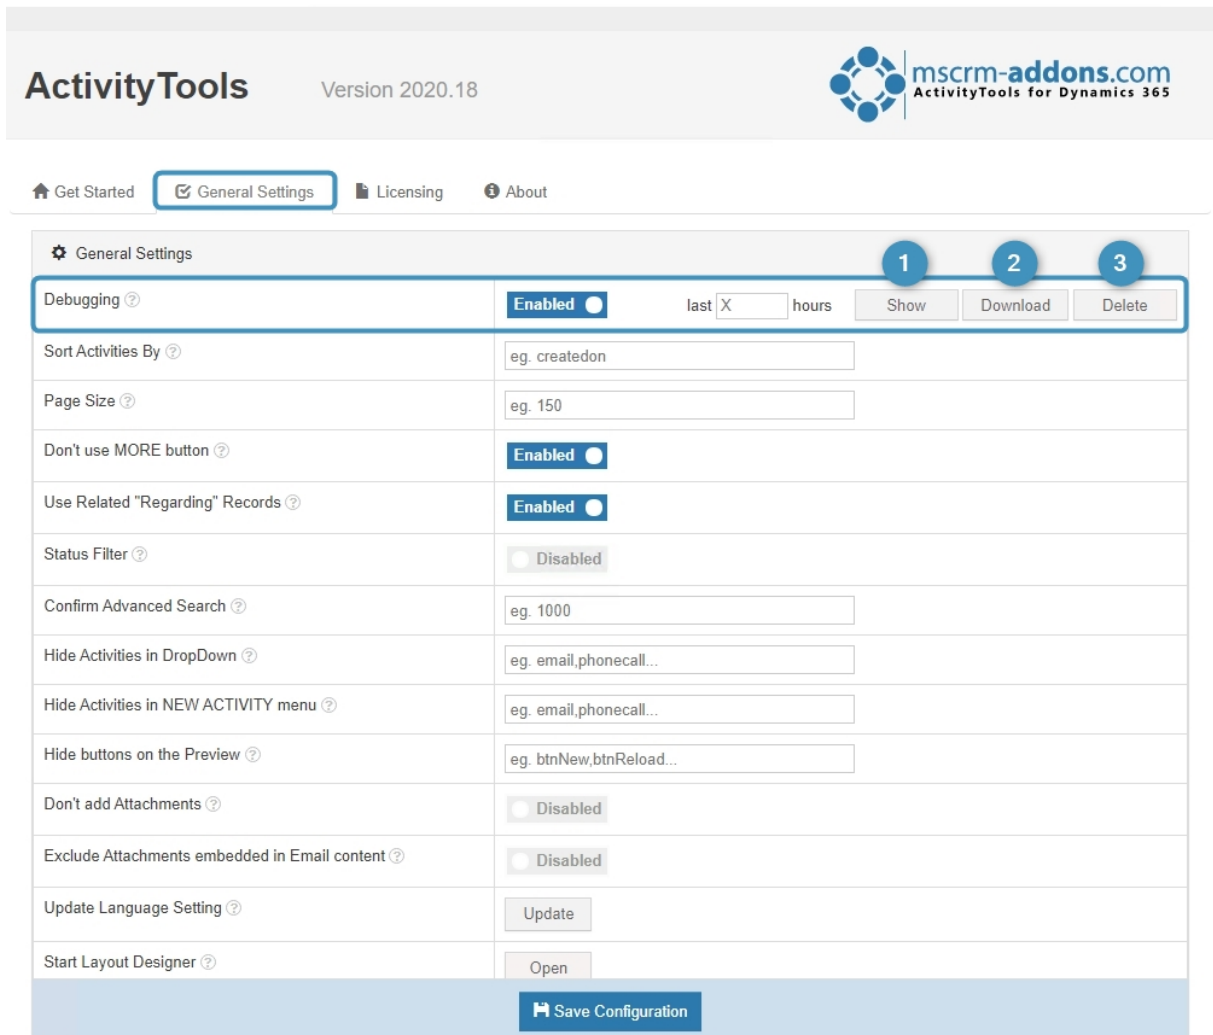 ActivityTools Version 2020.18
mscrm-addons.com
ActivityTools for Dynamics 365
Get Started General Settings Licensing About
General Settings
1 2 3
Debugging Enabled last X hours Show Download Delete
Sort Activities By eg. createdon
Page Size eg. 150
Don't use MORE button Enabled
Use Related "Regarding" Records Enabled
Status Filter Disabled
Confirm Advanced Search eg. 1000
Hide Activities in DropDown eg. email,phonecall...
Hide Activities in NEW ACTIVITY menu eg. email,phonecall...
Hide buttons on the Preview eg. btnNew,btnReload...
Don't add Attachments Disabled
Exclude Attachments embedded in Email content Disabled
Update Language Setting Update
Start Layout Designer Open
Save Configuration